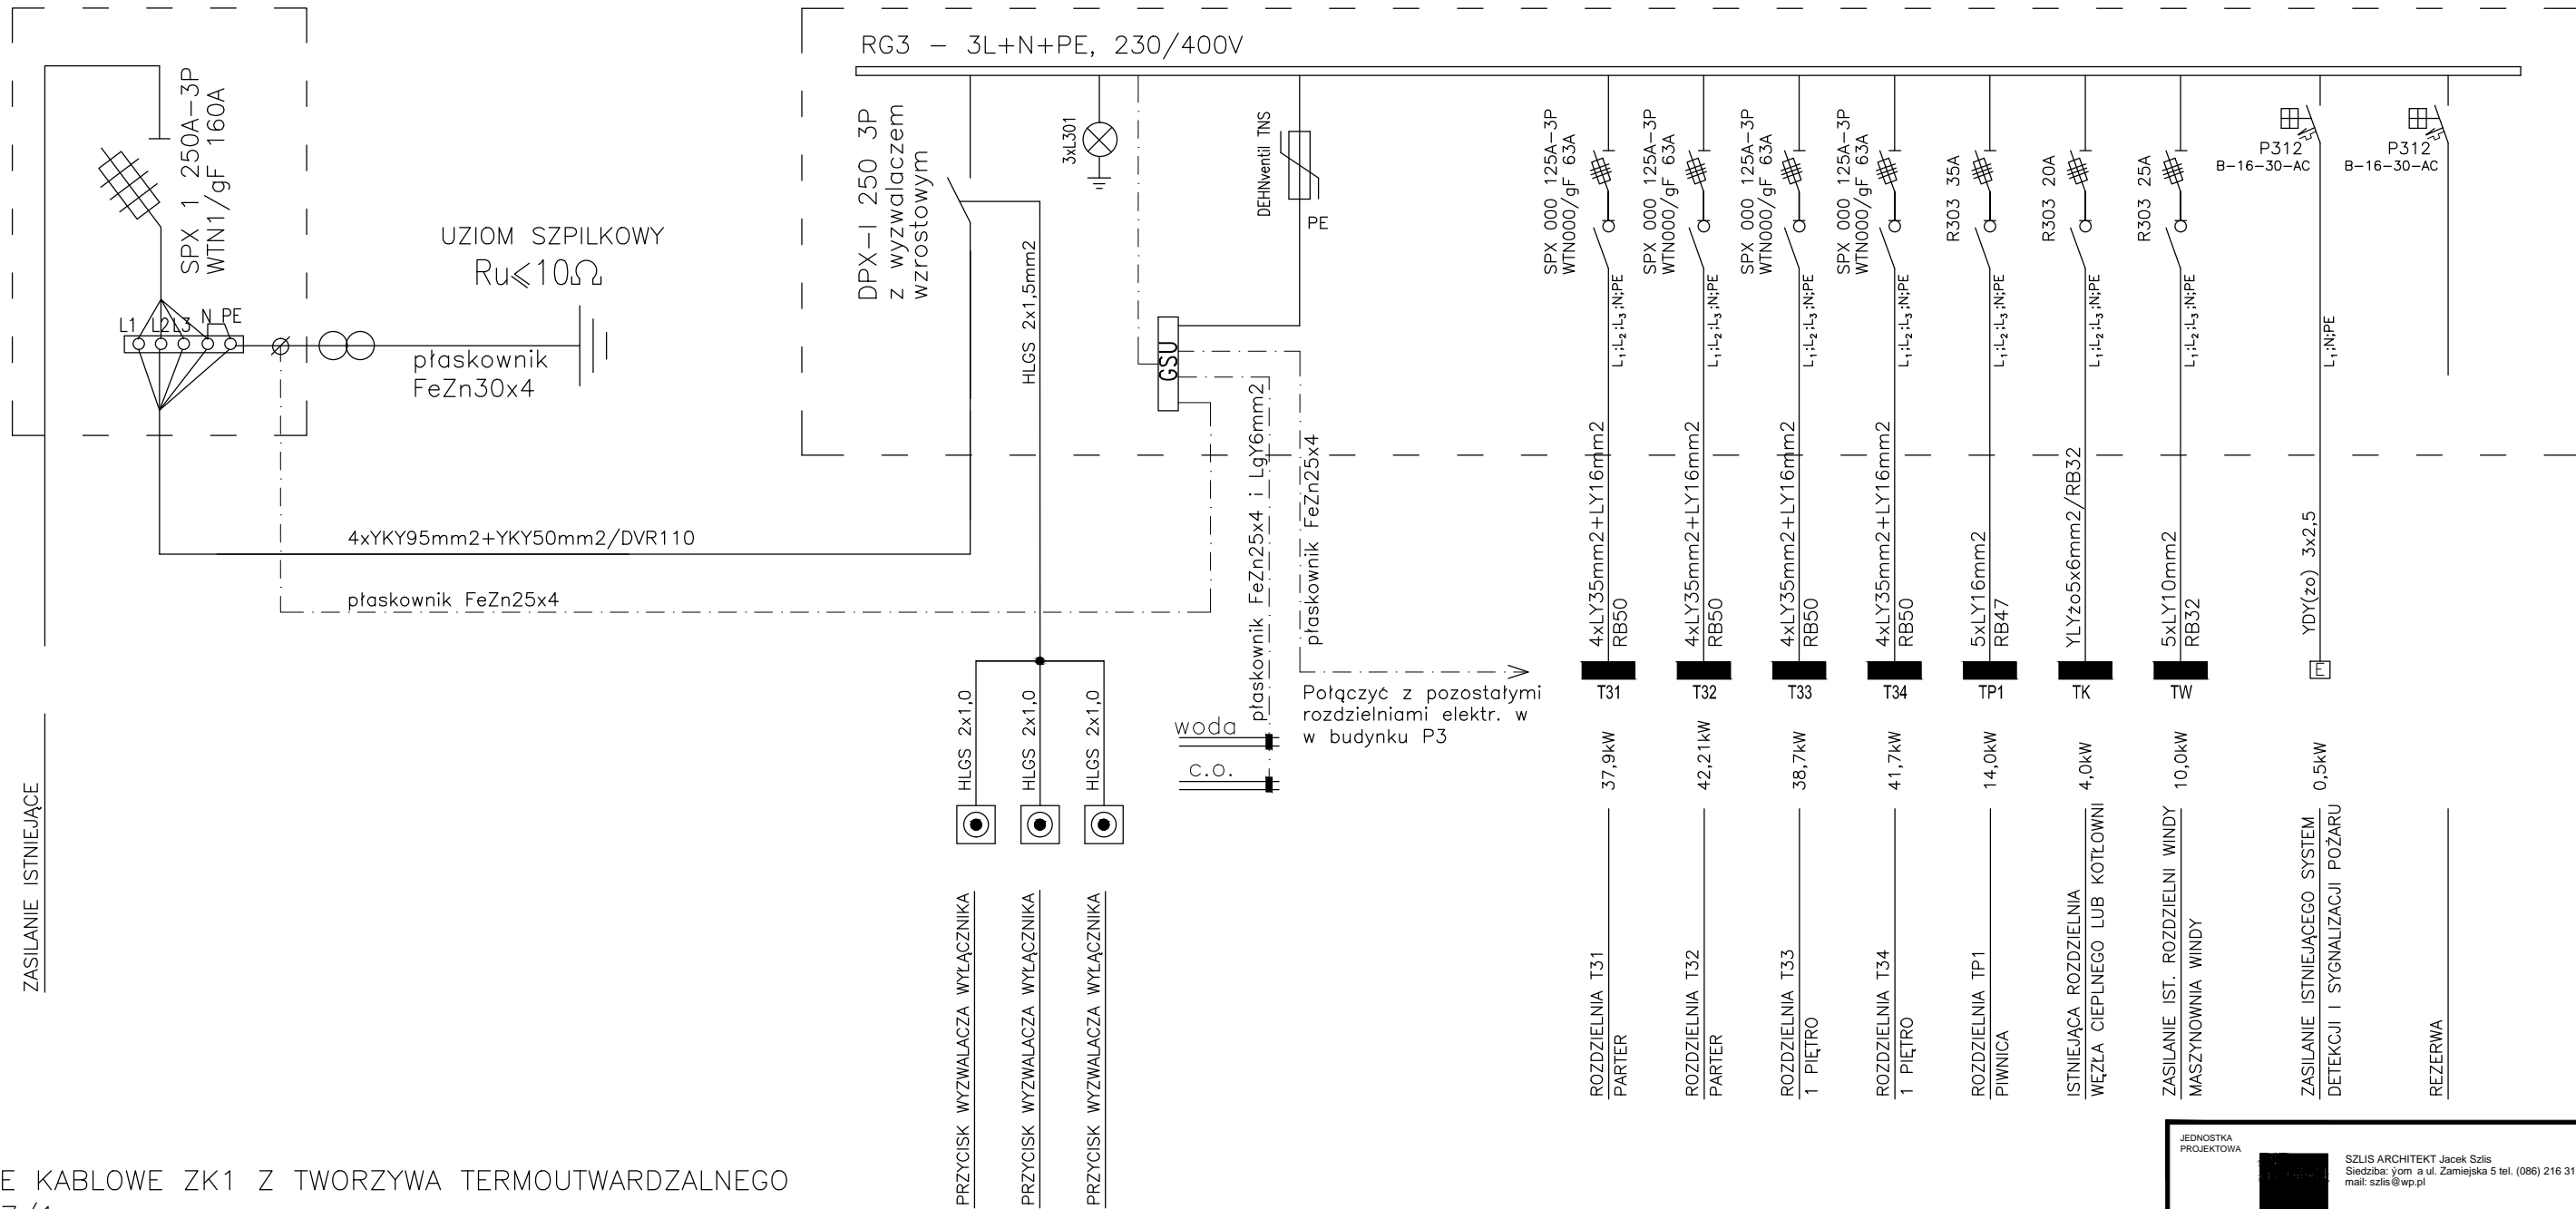 RG3 - 3L+N+PE, 230/400V
SPX 1 250A-3P
WTN1/gF 160A
L1 L2 L3 N PE
UZIOM SZPILKOWY
Ru≤10Ω
płaskownik
FeZn30x4
4xYKY95mm2+YKY50mm2/DVR110
płaskownik FeZn25x4
ZASILANIE ISTNIEJĄCE
DPX-I 250 3P
z wyzwalaczem
wzrostowym
HLGS 2x1,5mm2
3xL301
DEHNventil TNS
PE
GSU
płaskownik FeZn25x4 i LgY6mm2
płaskownik FeZn25x4
Połączyć z pozostałymi
rozdzielniami elektr. w
w budynku P3
woda
c.o.
HLGS 2x1,0
HLGS 2x1,0
HLGS 2x1,0
PRZYCISK WYZWALACZA WYŁĄCZNIKA
PRZYCISK WYZWALACZA WYŁĄCZNIKA
PRZYCISK WYZWALACZA WYŁĄCZNIKA
SPX 000 125A-3P
WTN000/gF 63A
L₁;L₂;L₃;N;PE
4xLY35mm2+LY16mm2
RB50
T31
37,9kW
ROZDZIELNIA T31
PARTER
SPX 000 125A-3P
WTN000/gF 63A
L₁;L₂;L₃;N;PE
4xLY35mm2+LY16mm2
RB50
T32
42,21kW
ROZDZIELNIA T32
PARTER
SPX 000 125A-3P
WTN000/gF 63A
L₁;L₂;L₃;N;PE
4xLY35mm2+LY16mm2
RB50
T33
38,7kW
ROZDZIELNIA T33
1 PIĘTRO
SPX 000 125A-3P
WTN000/gF 63A
L₁;L₂;L₃;N;PE
4xLY35mm2+LY16mm2
RB50
T34
41,7kW
ROZDZIELNIA T34
1 PIĘTRO
R303 35A
L₁;L₂;L₃;N;PE
5xLY16mm2
RB47
TP1
14,0kW
ROZDZIELNIA TP1
PIWNICA
R303 20A
L₁;L₂;L₃;N;PE
YLYżo5x6mm2/RB32
TK
4,0kW
ISTNIEJĄCA ROZDZIELNIA
WĘZŁA CIEPLNEGO LUB KOTŁOWNI
R303 25A
L₁;L₂;L₃;N;PE
5xLY10mm2
RB32
TW
10,0kW
ZASILANIE IST. ROZDZIELNI WINDY
MASZYNOWNIA WINDY
P312
B-16-30-AC
L₁;N;PE
YDY(żo) 3x2,5
E
0,5kW
ZASILANIE ISTNIEJĄCEGO SYSTEM
DETEKCJI I SYGNALIZACJI POŻARU
P312
B-16-30-AC
REZERWA
E KABLOWE ZK1 Z TWORZYWA TERMOUTWARDZALNEGO
JEDNOSTKA
PROJEKTOWA
SZLIS ARCHITEKT Jacek Szlis
Siedziba: ýom a ul. Zamiejska 5 tel. (086) 216 31
mail: szlis@wp.pl